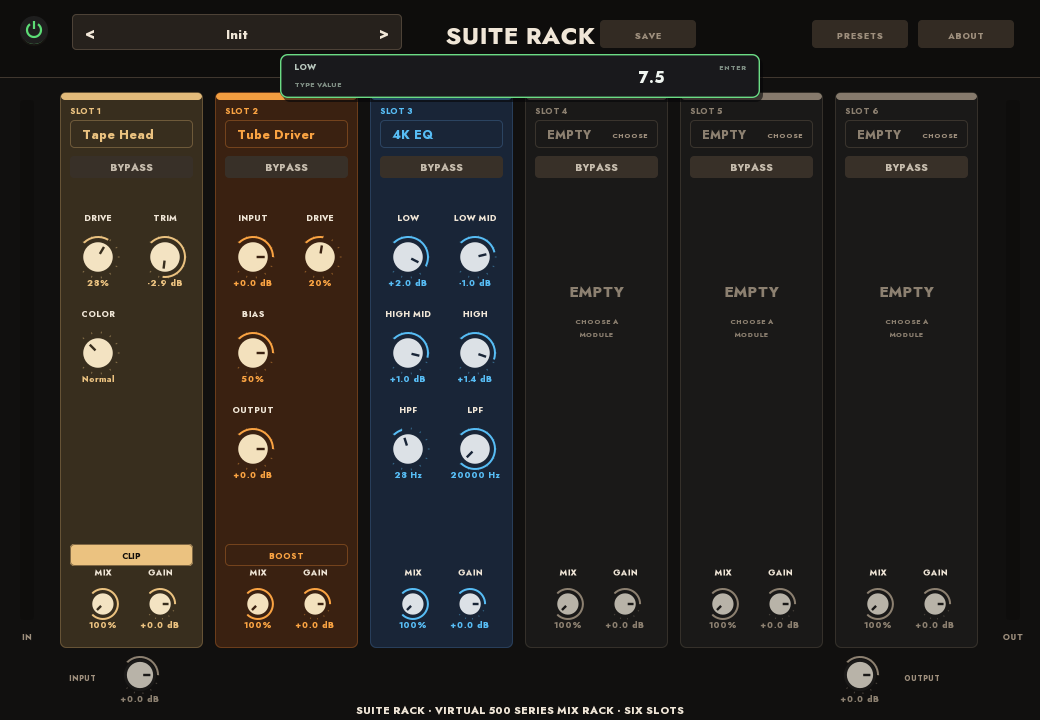 < Init >
SUITE RACK
SAVE
PRESETS
ABOUT
LOW
TYPE VALUE
7.5
ENTER
SLOT 1
Tape Head
BYPASS
DRIVE TRIM
28% -2.9 dB
COLOR
Normal
CLIP
MIX GAIN
100% +0.0 dB
SLOT 2
Tube Driver
BYPASS
INPUT DRIVE
+0.0 dB 20%
BIAS
50%
OUTPUT
+0.0 dB
BOOST
MIX GAIN
100% +0.0 dB
SLOT 3
4K EQ
BYPASS
LOW LOW MID
+2.0 dB -1.0 dB
HIGH MID HIGH
+1.0 dB +1.4 dB
HPF LPF
28 Hz 20000 Hz
MIX GAIN
100% +0.0 dB
SLOT 4
EMPTY CHOOSE
BYPASS
EMPTY
CHOOSE A
MODULE
MIX GAIN
100% +0.0 dB
SLOT 5
EMPTY CHOOSE
BYPASS
EMPTY
CHOOSE A
MODULE
MIX GAIN
100% +0.0 dB
SLOT 6
EMPTY CHOOSE
BYPASS
EMPTY
CHOOSE A
MODULE
MIX GAIN
100% +0.0 dB
IN
OUT
INPUT
+0.0 dB
+0.0 dB
OUTPUT
SUITE RACK · VIRTUAL 500 SERIES MIX RACK · SIX SLOTS